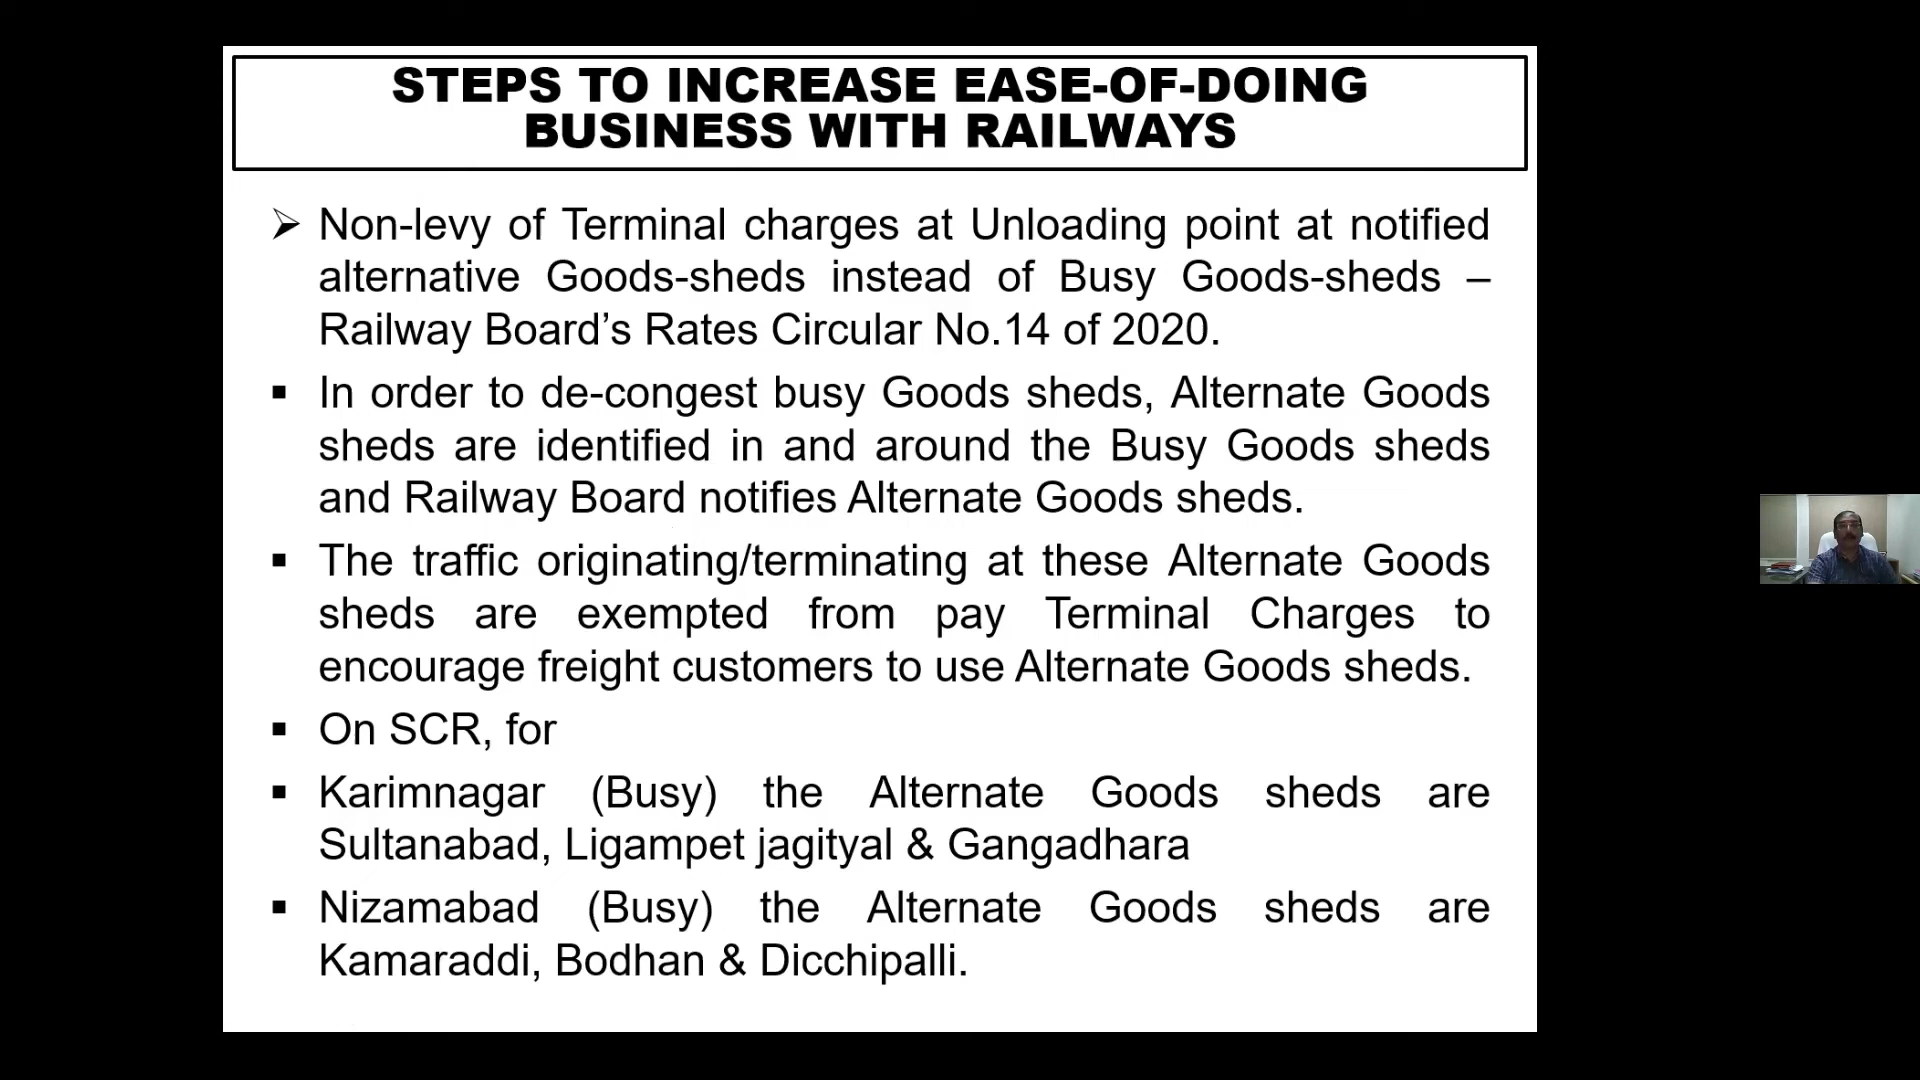 STEPS TO INCREASE EASE-OF-DOING
BUSINESS WITH RAILWAYS
➢ Non-levy of Terminal charges at Unloading point at notified
alternative Goods-sheds instead of Busy Goods-sheds –
Railway Board’s Rates Circular No.14 of 2020.
▪ In order to de-congest busy Goods sheds, Alternate Goods
sheds are identified in and around the Busy Goods sheds
and Railway Board notifies Alternate Goods sheds.
▪ The traffic originating/terminating at these Alternate Goods
sheds are exempted from pay Terminal Charges to
encourage freight customers to use Alternate Goods sheds.
▪ On SCR, for
▪ Karimnagar (Busy) the Alternate Goods sheds are
Sultanabad, Ligampet jagityal & Gangadhara
▪ Nizamabad (Busy) the Alternate Goods sheds are
Kamaraddi, Bodhan & Dicchipalli.